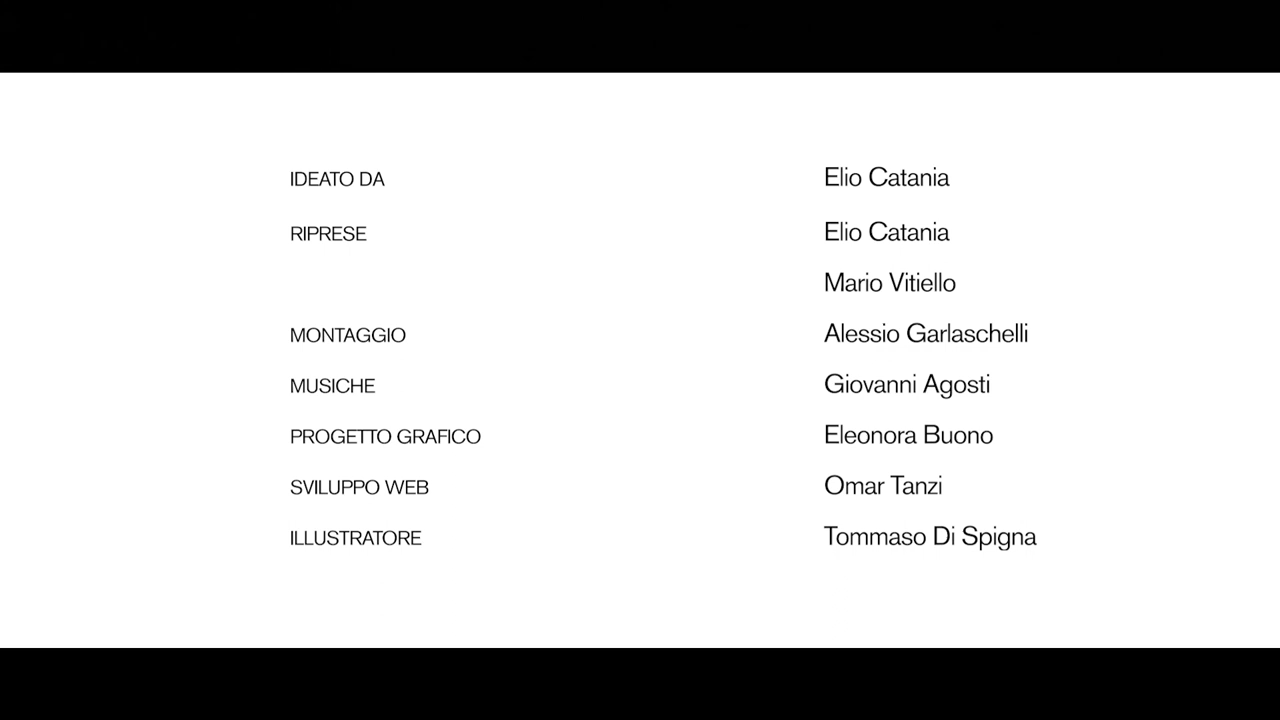 IDEATO DA Elio Catania
RIPRESE Elio Catania
Mario Vitiello
MONTAGGIO Alessio Garlaschelli
MUSICHE Giovanni Agosti
PROGETTO GRAFICO Eleonora Buono
SVILUPPO WEB Omar Tanzi
ILLUSTRATORE Tommaso Di Spigna